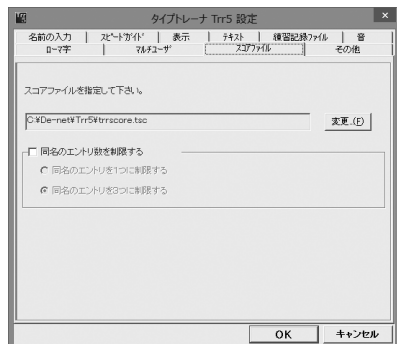 タイプトレーナ Trr5 設定
×
名前の入力 スピードガイド 表示 テキスト 練習記録ファイル 音
ローマ字 マルチユーザ スコアファイル その他
スコアファイルを指定して下さい。
C:¥De-net¥Trr5¥trrscore.tsc
変更..(F)
同名のエントリ数を制限する
同名のエントリを1つに制限する
同名のエントリを3つに制限する
OK キャンセル